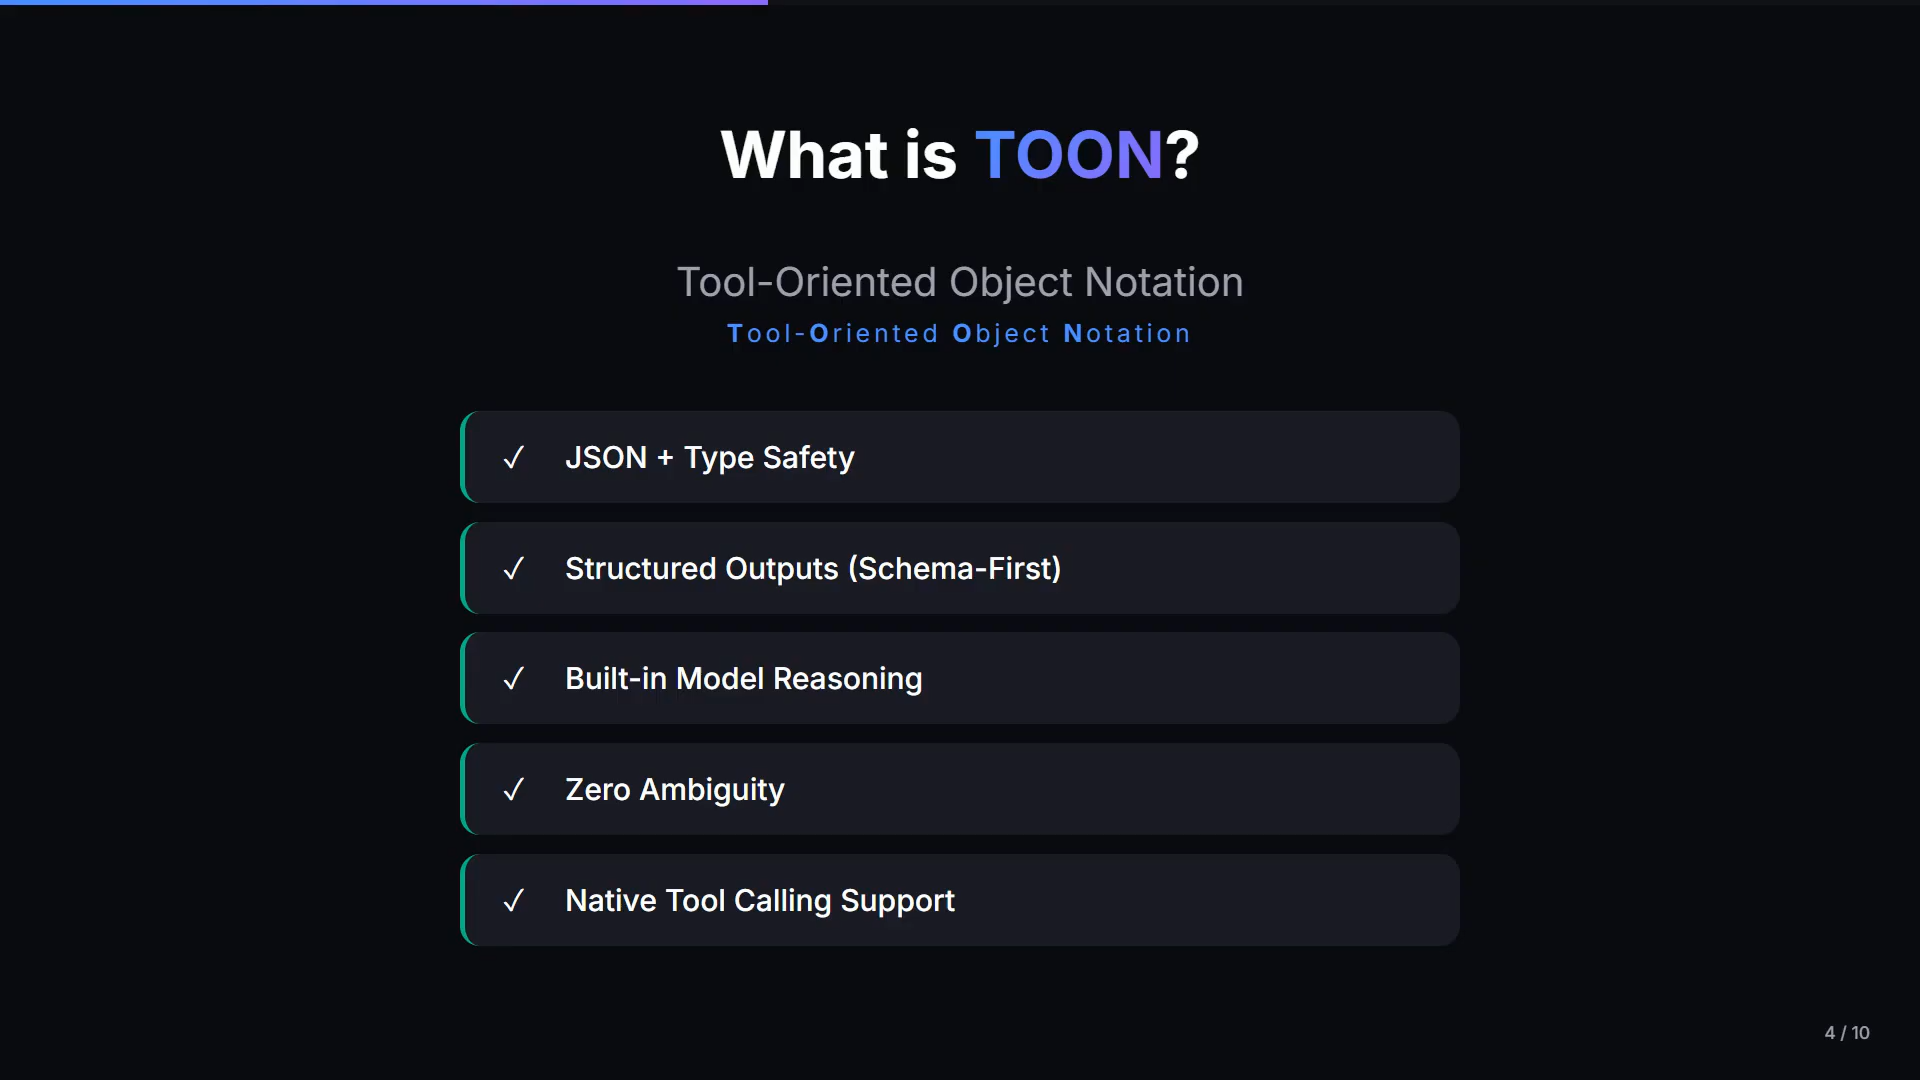 What is TOON?
Tool-Oriented Object Notation
Tool-Oriented Object Notation
✓ JSON + Type Safety
✓ Structured Outputs (Schema-First)
✓ Built-in Model Reasoning
✓ Zero Ambiguity
✓ Native Tool Calling Support
4 / 10